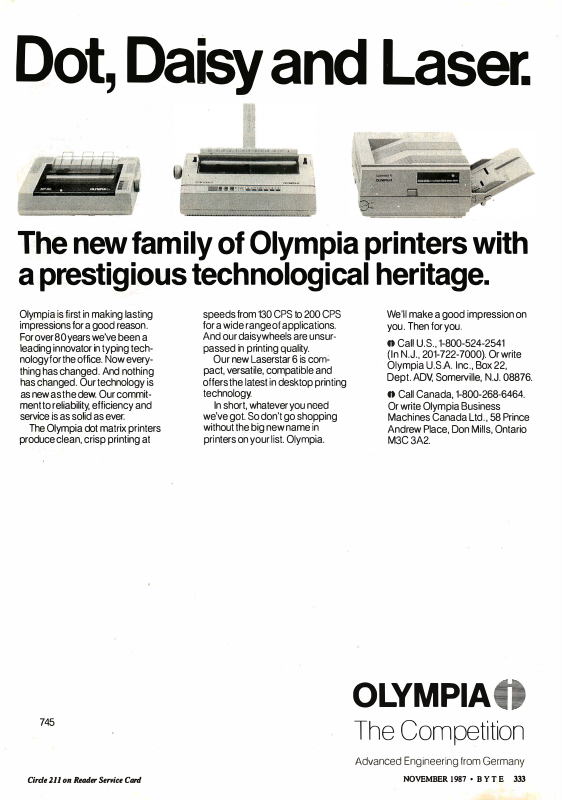 Dot, Daisy and Laser.
The new family of Olympia printers with
a prestigious technological heritage.
Olympia is first in making lasting
impressions for a good reason.
For over 80 years we've been a
leading innovator in typing tech-
nology for the office. Now every-
thing has changed. And nothing
has changed. Our technology is
as new as the dew. Our commit-
ment to reliability, efficiency and
service is as solid as ever.
The Olympia dot matrix printers
produce clean, crisp printing at
speeds from 130 CPS to 200 CPS
for a wide range of applications.
And our daisywheels are unsur-
passed in printing quality.
Our new Laserstar 6 is com-
pact, versatile, compatible and
offers the latest in desktop printing
technology.
In short, whatever you need
we've got. So don't go shopping
without the big new name in
printers on your list. Olympia.
We'll make a good impression on
you. Then for you.
Call U.S., 1-800-524-2541
(In N.J., 201-722-7000). Or write
Olympia U.S.A. Inc., Box 22,
Dept. ADV, Somerville, N.J. 08876.
Call Canada, 1-800-268-6464.
Or write Olympia Business
Machines Canada Ltd., 58 Prince
Andrew Place, Don Mills, Ontario
M3C 3A2.
OLYMPIA
The Competition
Advanced Engineering from Germany
745
Circle 211 on Reader Service Card
NOVEMBER 1987 • BYTE 333